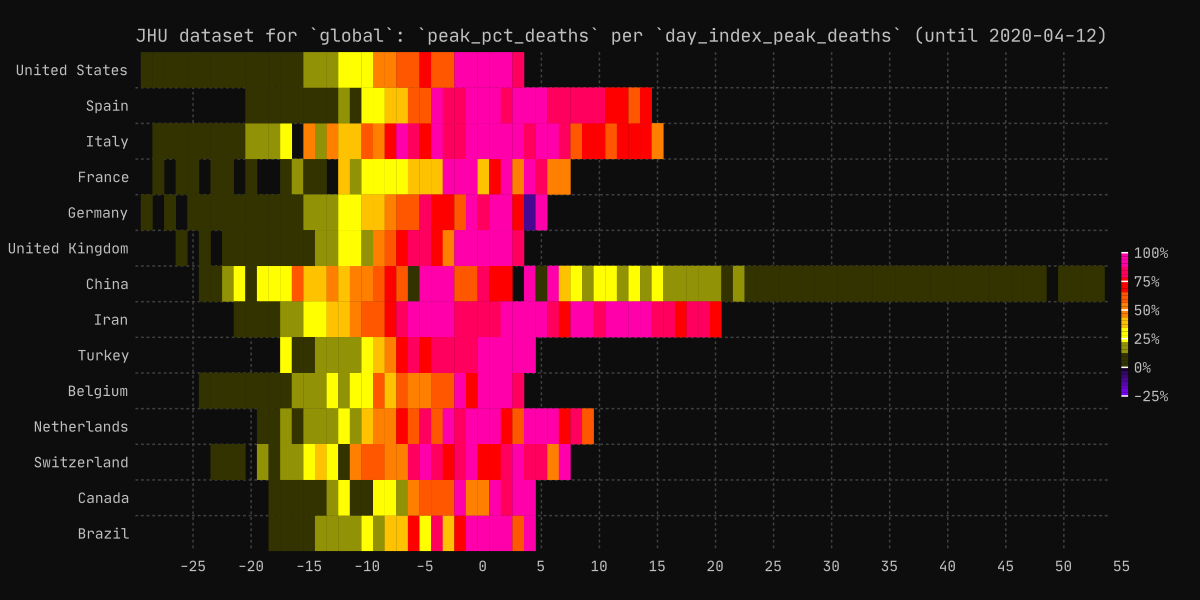 JHU dataset for `global`: `peak_pct_deaths` per `day_index_peak_deaths` (until 2020-04-12)
United States
Spain
Italy
France
Germany
United Kingdom
China
Iran
Turkey
Belgium
Netherlands
Switzerland
Canada
Brazil
100%
75%
50%
25%
0%
-25%
-25 -20 -15 -10 -5 0 5 10 15 20 25 30 35 40 45 50 55